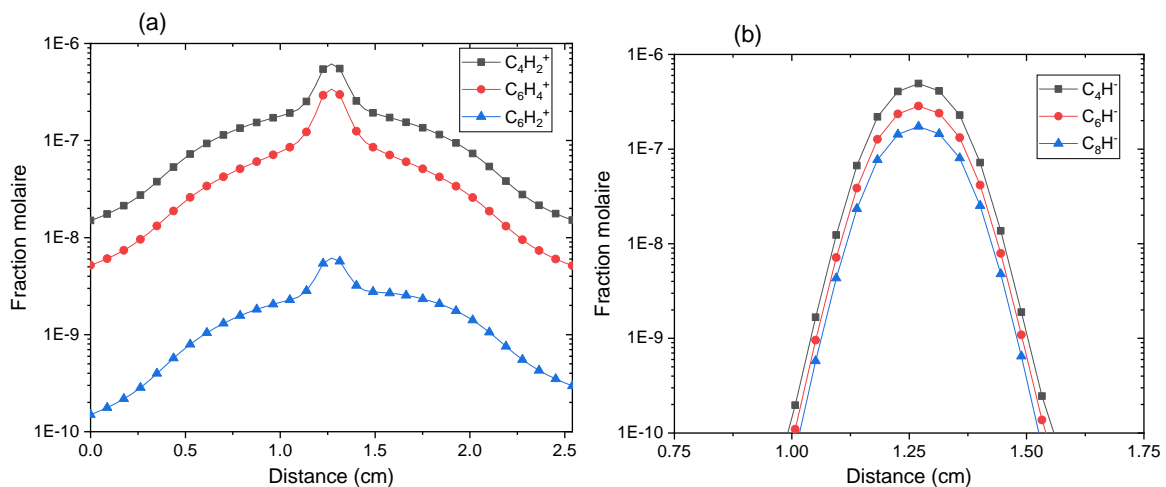 (a)
1E-6
1E-7
1E-8
1E-9
1E-10
Fraction molaire
C₄H₂⁺
C₆H₄⁺
C₆H₂⁺
0.0 0.5 1.0 1.5 2.0 2.5
Distance (cm)
(b)
1E-6
1E-7
1E-8
1E-9
1E-10
Fraction molaire
C₄H⁻
C₆H⁻
C₈H⁻
0.75 1.00 1.25 1.50 1.75
Distance (cm)